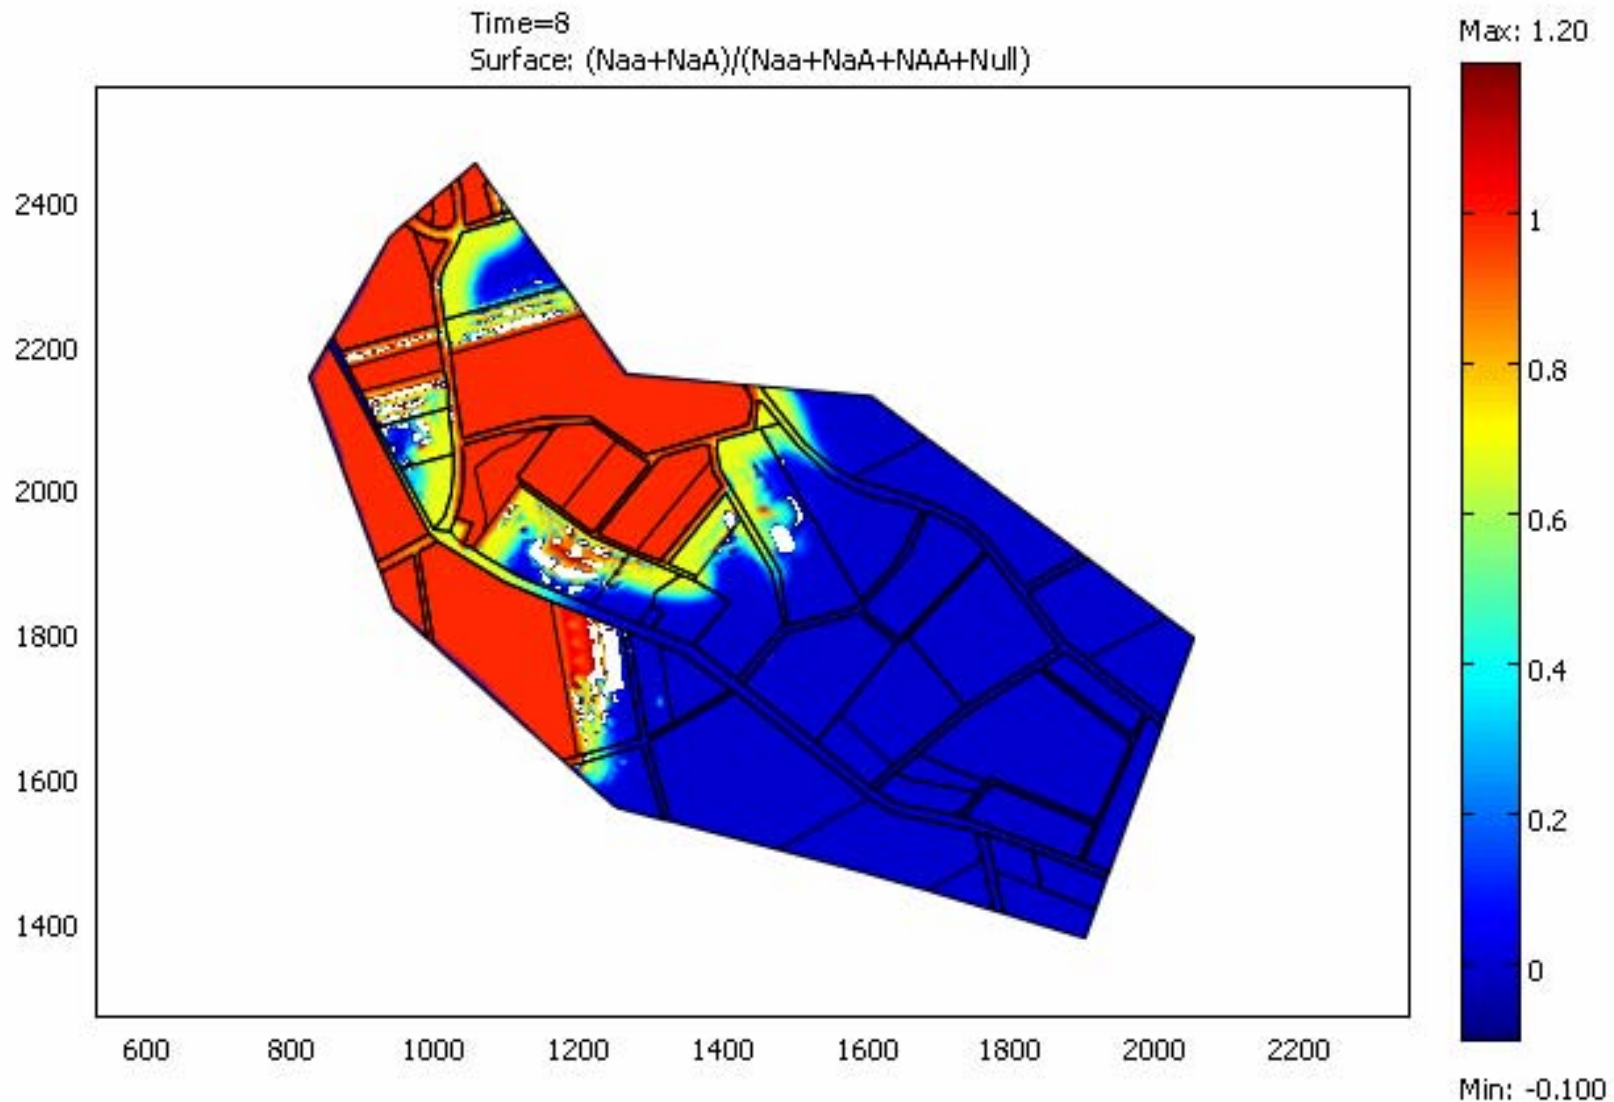 Time=8
Surface: (Naa+NaA)/(Naa+NaA+NAA+Null)
Max: 1.20
2400
2200
2000
1800
1600
1400
600 800 1000 1200 1400 1600 1800 2000 2200
1
0.8
0.6
0.4
0.2
0
Min: -0.100